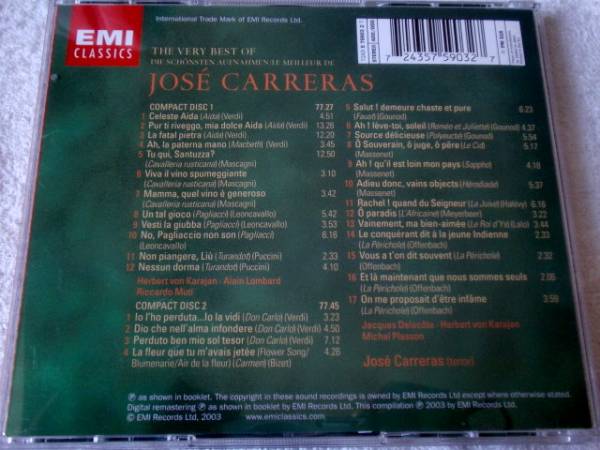 EMI
CLASSICS
International Trade Mark of EMI Records Ltd.
7 24357 59032 7
THE VERY BEST OF
DIE SCHÖNSTEN AUFNAHMEN/LE MEILLEUR DE
JOSÉ CARRERAS
COMPACT DISC 1 77.27
1 Celeste Aida (Aida) (Verdi) 4.51
2 Pur ti riveggo, mia dolce Aida (Aida) (Verdi) 13.26
3 La fatal pietra (Aida) (Verdi) 12.20
4 Ah, la paterna mano (Macbeth) (Verdi) 3.45
5 Tu qui, Santuzza? 12.50
(Cavalleria rusticana) (Mascagni)
6 Viva il vino spumeggiante 3.10
(Cavalleria rusticana) (Mascagni)
7 Mamma, quel vino è generoso 3.42
(Cavalleria rusticana) (Mascagni)
8 Un tal gioco (Pagliacci) (Leoncavallo) 5.42
9 Vesti la giubba (Pagliacci) (Leoncavallo) 3.53
10 No, Pagliaccio non son (Pagliacci) 6.16
(Leoncavallo)
11 Non piangere, Liù (Turandot) (Puccini) 2.33
12 Nessun dorma (Turandot) (Puccini) 4.10
Herbert von Karajan · Alain Lombard
Riccardo Muti
COMPACT DISC 2 77.45
1 Io l'ho perduta...Io la vidi (Don Carlo) (Verdi) 3.23
2 Dio che nell'alma infondere (Don Carlo) (Verdi) 4.50
3 Perduto ben mio sol tesor (Don Carlo) (Verdi) 7.12
4 La fleur que tu m'avais jetée (Flower Song/ 4.28
Blumenarie/Air de la fleur) (Carmen) (Bizet)
5 Salut ! demeure chaste et pure 6.23
(Faust) (Gounod)
6 Ah ! lève-toi, soleil (Roméo et Juliette) (Gounod) 4.37
7 Source délicieuse (Polyeucte) (Gounod) 5.54
8 Ô Souverain, ô juge, ô père (Le Cid) 5.17
(Massenet)
9 Ah ! qu'il est loin mon pays (Sappho) 4.18
(Massenet)
10 Adieu donc, vains objects (Hérodiade) 5.37
(Massenet)
11 Rachel ! quand du Seigneur (La Juive) (Halévy) 6.16
12 Ô paradis (L'Africaine) (Meyerbeer) 3.22
13 Vainement, ma bien-aimée (Le Roi d'Ys) (Lalo) 3.44
14 Le conquérant dit à la jeune Indienne 2.33
(La Périchole) (Offenbach)
15 Vous a t'on dit souvent (La Périchole) 2.32
(Offenbach)
16 Et là maintenant que nous sommes seuls 2.06
(La Périchole) (Offenbach)
17 On me proposait d'être infâme 3.59
(La Périchole) (Offenbach)
Jacques Delacôte · Herbert von Karajan
Michel Plasson
José Carreras (tenor)
℗ as shown in booklet. The copyright in these sound recordings is owned by EMI Records Ltd except where otherwise stated.
Digital remastering ℗ as shown in booklet. This compilation ℗ 2003 by EMI Records Ltd.
© EMI Records Ltd, 2003 www.emiclassics.com